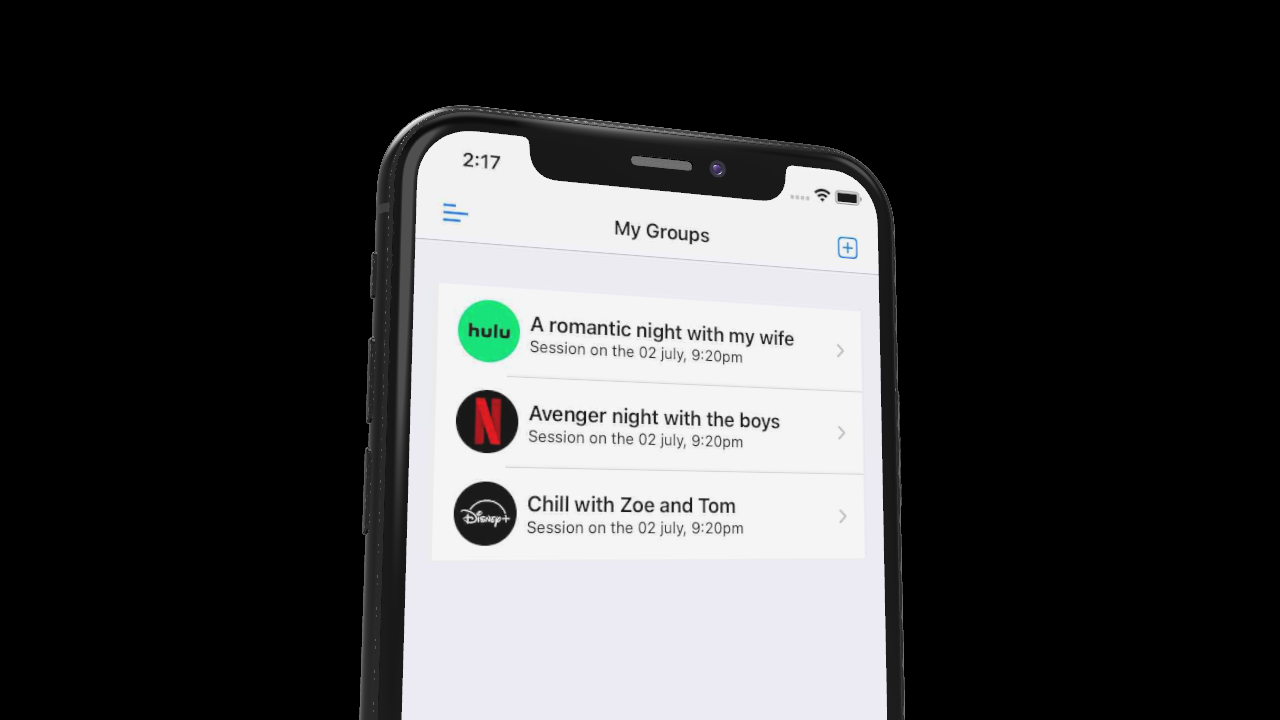 2:17
My Groups
hulu
A romantic night with my wife
Session on the 02 july, 9:20pm
N
Avenger night with the boys
Session on the 02 july, 9:20pm
Disney+
Chill with Zoe and Tom
Session on the 02 july, 9:20pm